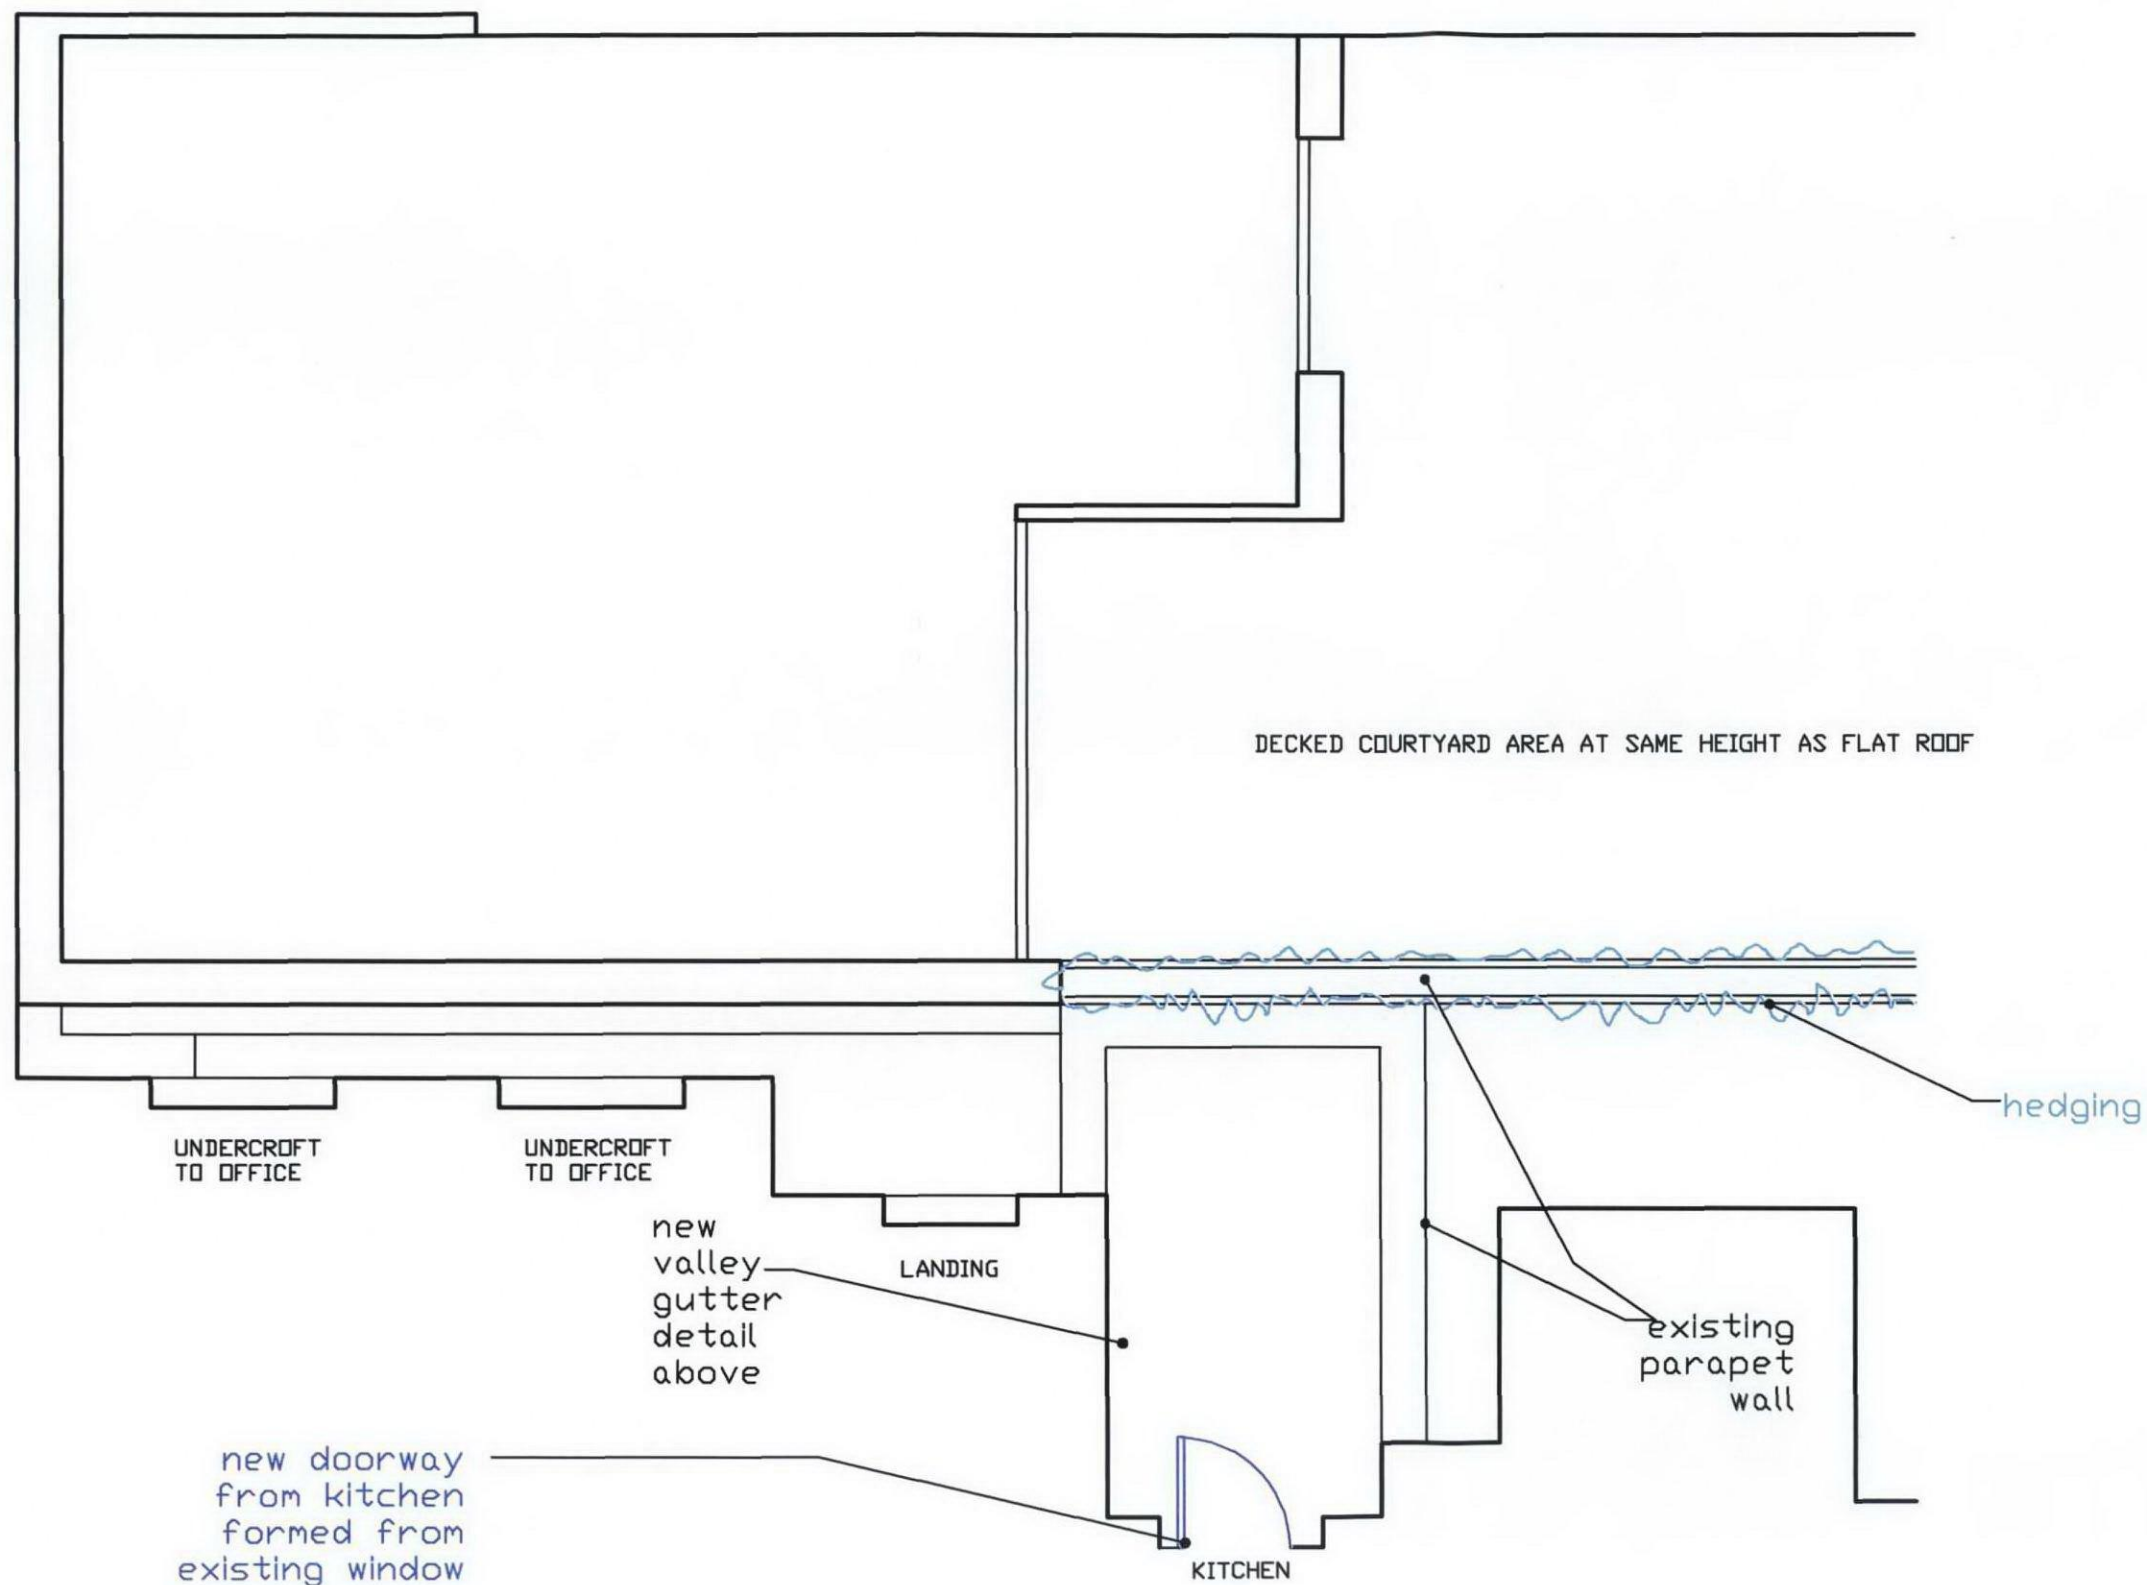 DECKED COURTYARD AREA AT SAME HEIGHT AS FLAT ROOF
hedging
UNDERCROFT
TO OFFICE
UNDERCROFT
TO OFFICE
new
valley
gutter
detail
above
LANDING
existing
parapet
wall
new doorway
from kitchen
formed from
existing window
KITCHEN